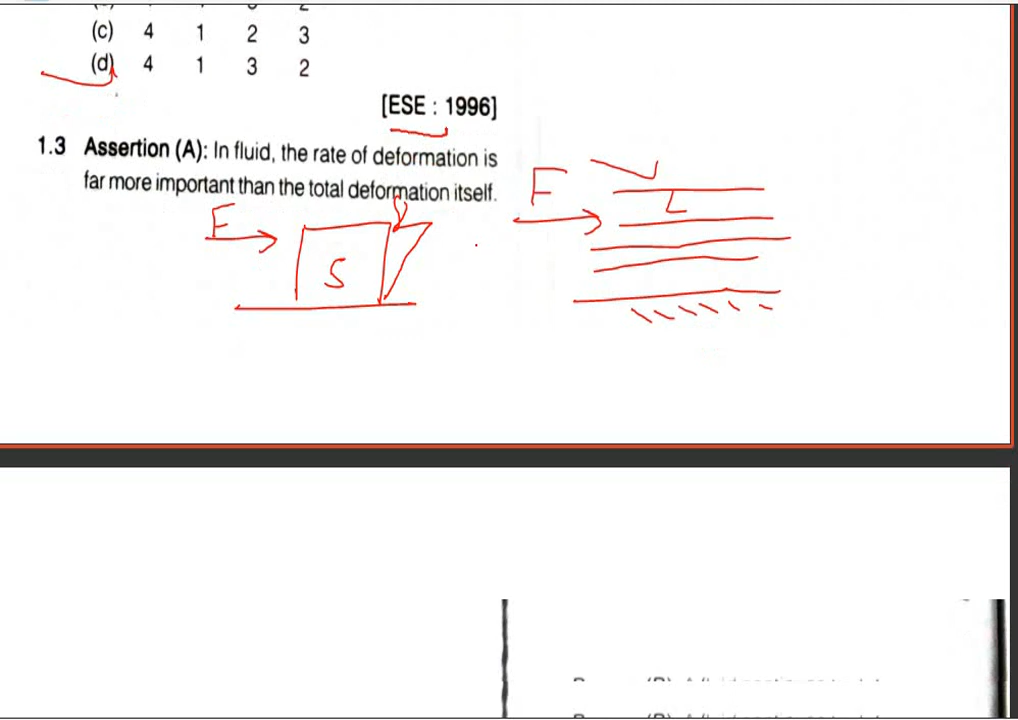 (c) 4 1 2 3
(d) 4 1 3 2
[ESE : 1996]
1.3 Assertion (A): In fluid, the rate of deformation is
far more important than the total deformation itself.
F
S
F
L